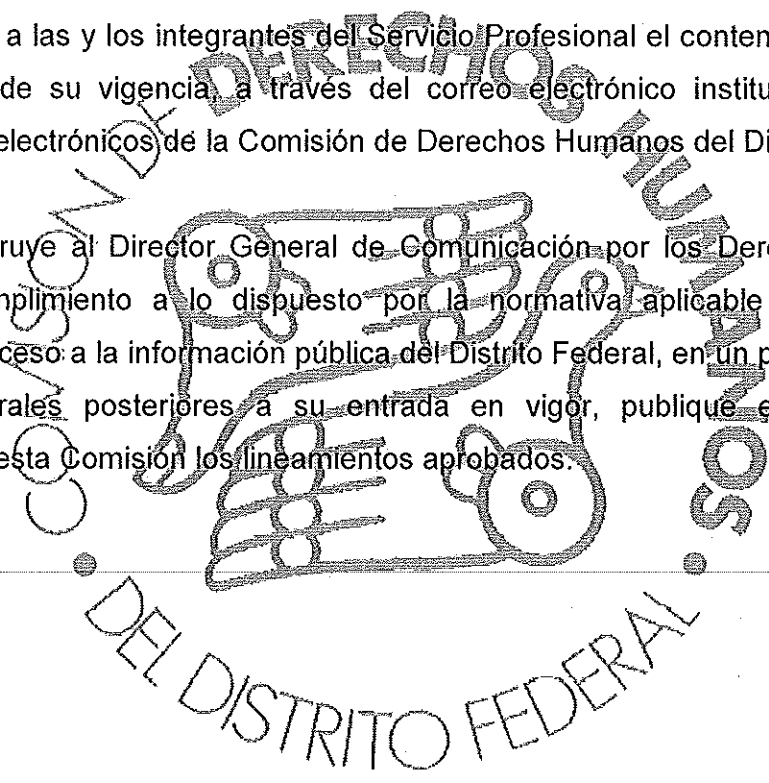 a las y los integrantes del Servicio Profesional el conten
de su vigencia, a través del correo electrónico institu
electrónicos de la Comisión de Derechos Humanos del Di
ruye al Director General de Comunicación por los Dere
mplimiento a lo dispuesto por la normativa aplicable
ceso a la información pública del Distrito Federal, en un p
rales posteriores a su entrada en vigor, publique e
esta Comisión los lineamientos aprobados.
COMISION DE DERECHOS HUMANOS
DEL DISTRITO FEDERAL